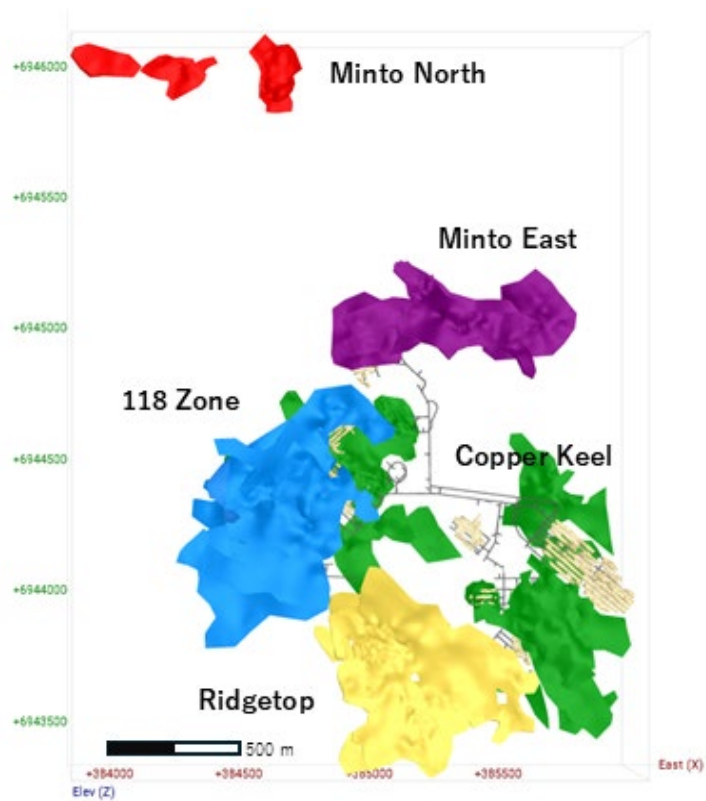 +6946000
Minto North
+6945500
Minto East
+6945000
118 Zone
+6944500
Copper Keel
+6944000
Ridgetop
+6943500
500 m
+384000
+384500
+385000
+385500
East (X)
Elev (Z)